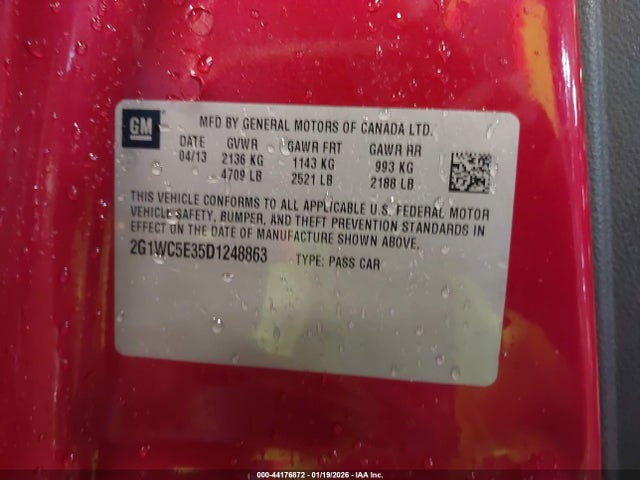 GM
MFD BY GENERAL MOTORS OF CANADA LTD.
DATE GVWR GAWR FRT GAWR RR
04/13 2136 KG 1143 KG 993 KG
4709 LB 2521 LB 2188 LB
THIS VEHICLE CONFORMS TO ALL APPLICABLE U.S. FEDERAL MOTOR
VEHICLE SAFETY, BUMPER, AND THEFT PREVENTION STANDARDS IN
EFFECT ON THE DATE OF MANUFACTURE SHOWN ABOVE.
2G1WC5E35D1248863 TYPE: PASS CAR
000-44176872 - 01/19/2026 - IAA Inc.